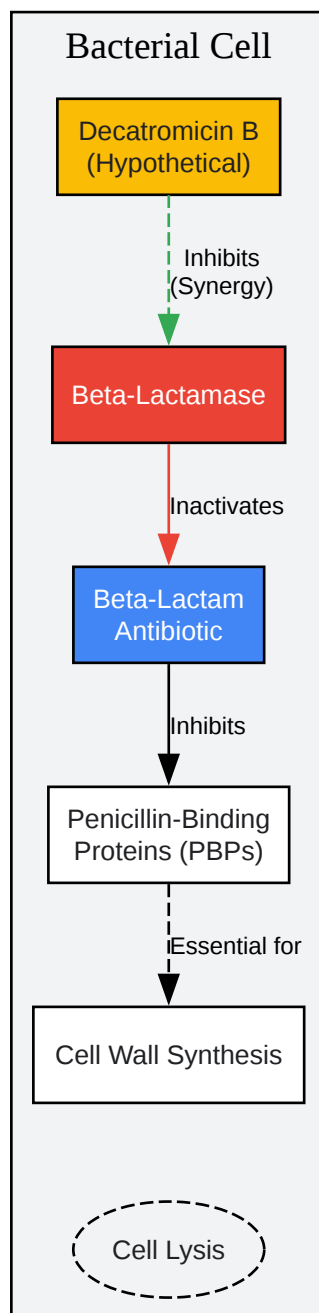 Bacterial Cell
Decatromicin B
(Hypothetical)
Inhibits
(Synergy)
Beta-Lactamase
Inactivates
Beta-Lactam
Antibiotic
Inhibits
Penicillin-Binding
Proteins (PBPs)
Essential for
Cell Wall Synthesis
Cell Lysis